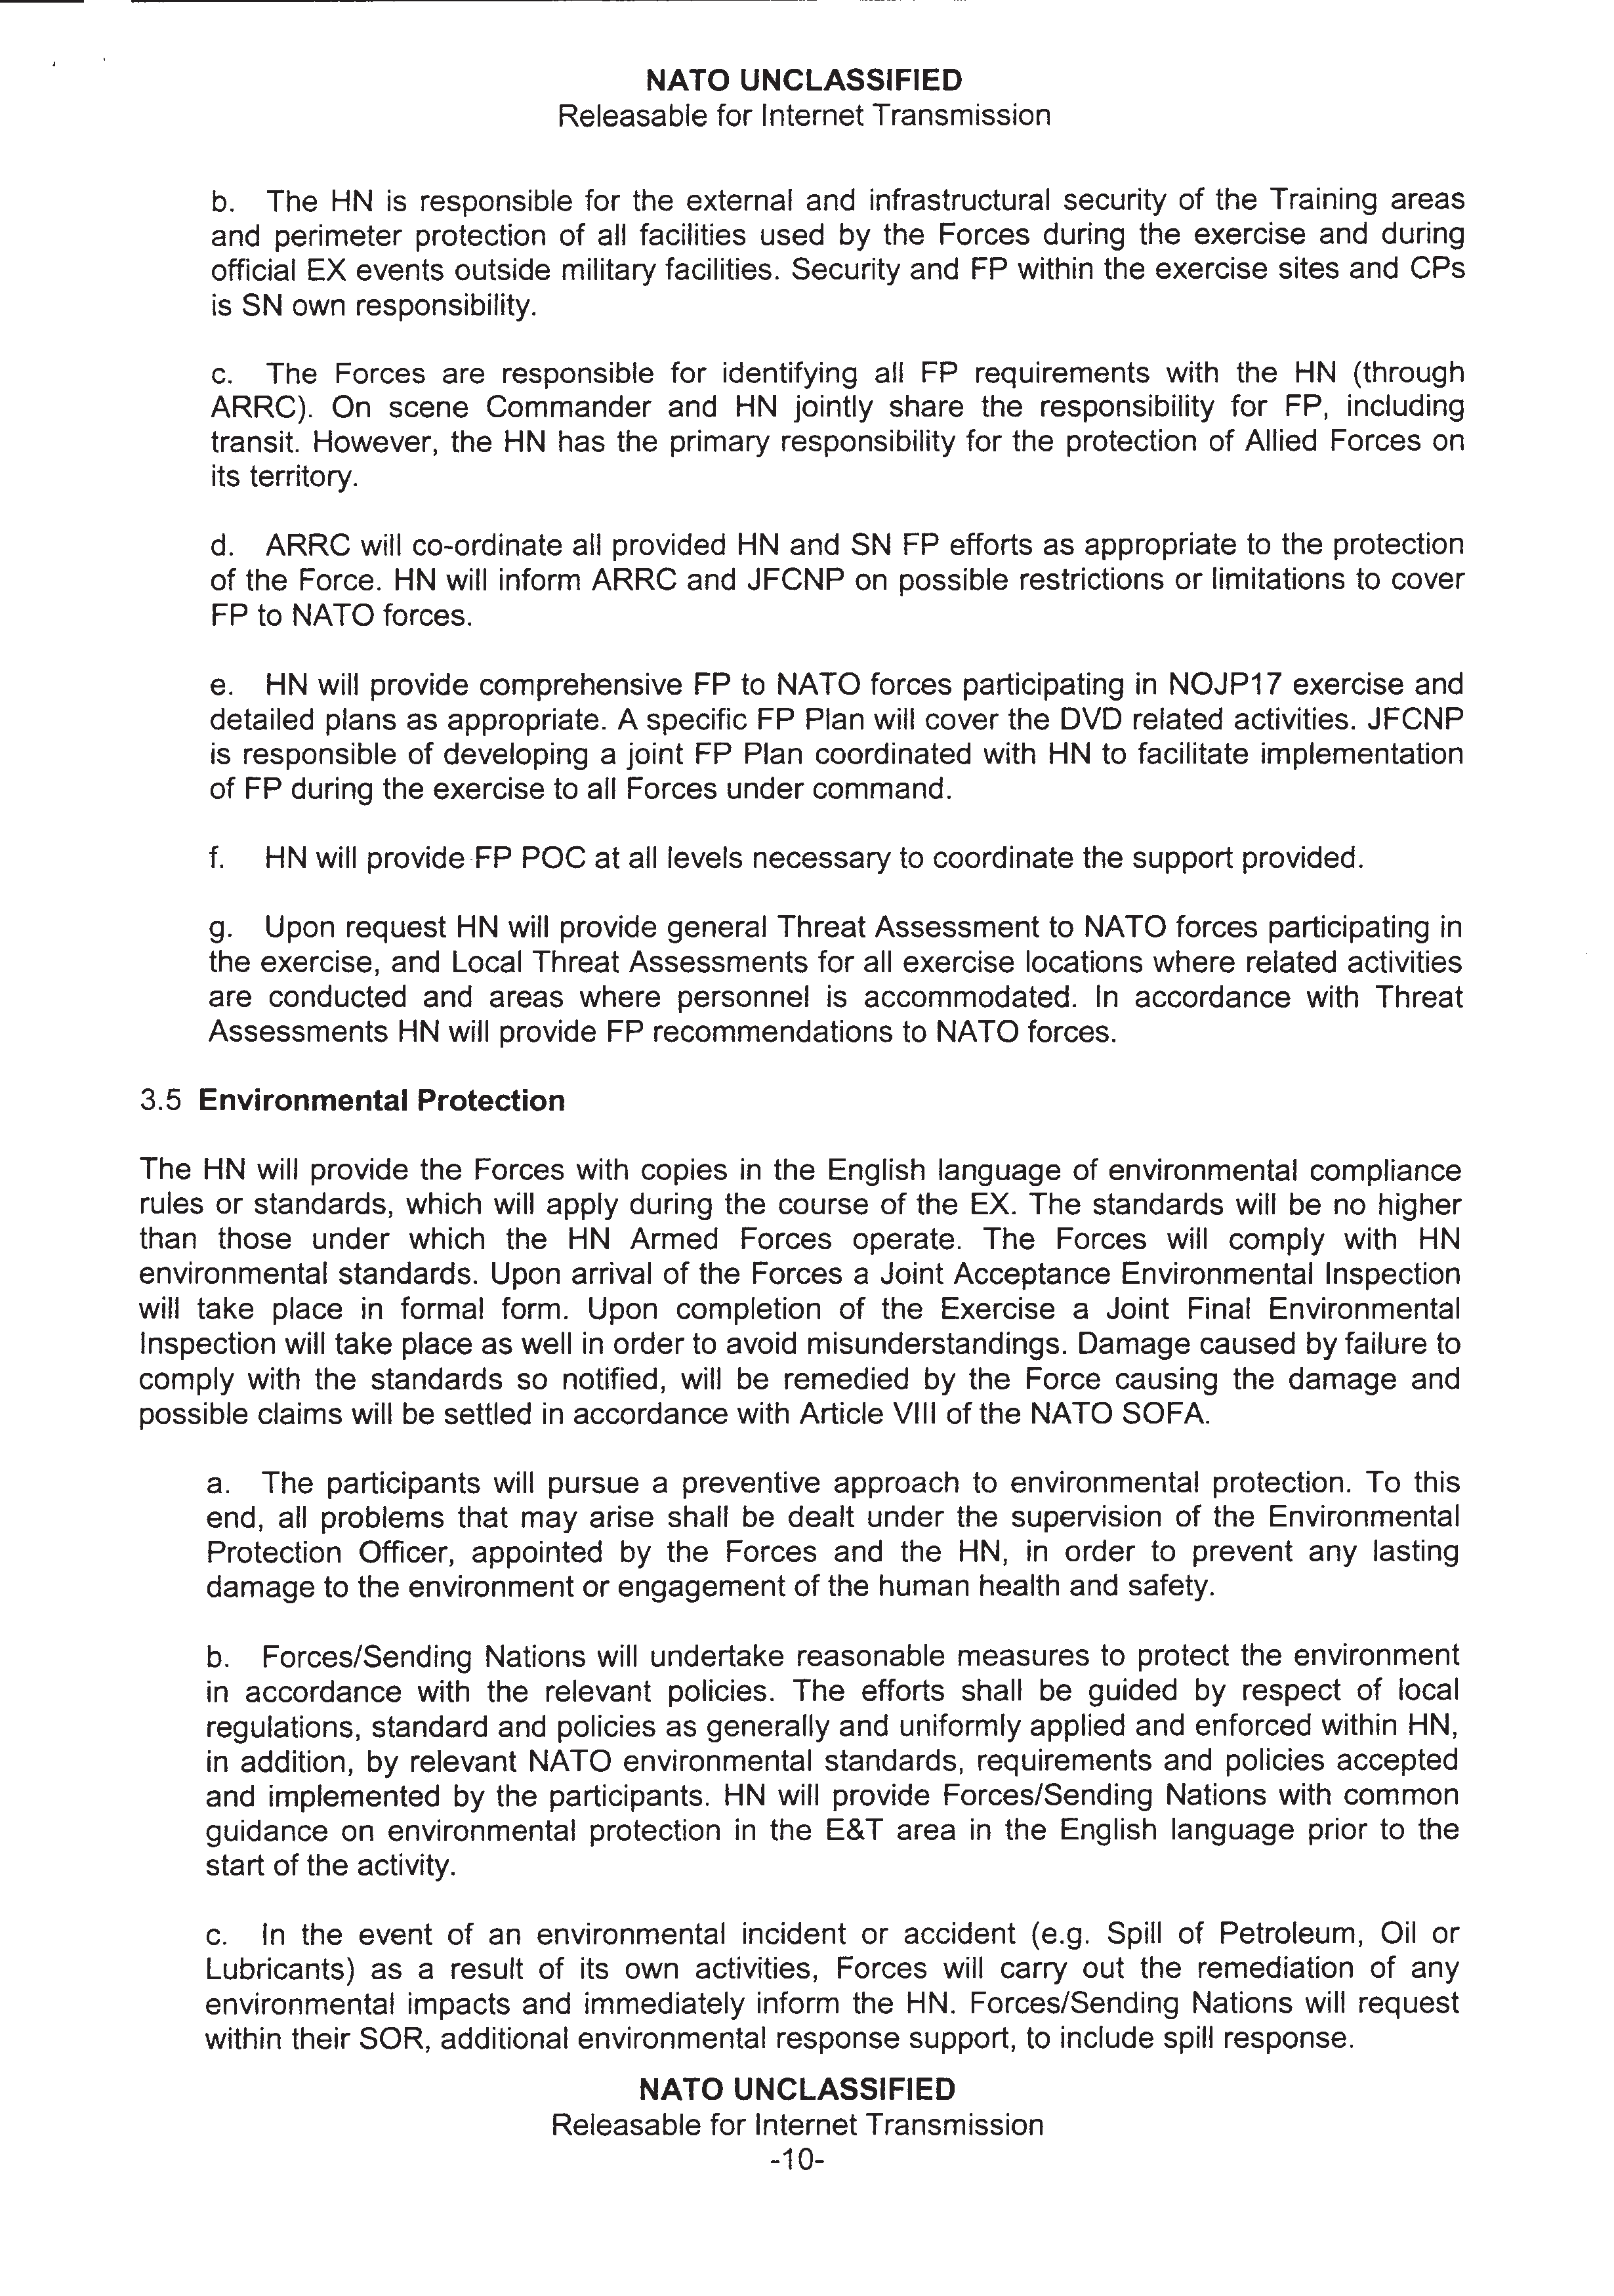 NATO UNCLASSIFIED
Releasable for Internet Transmission
b. The HN is responsible for the external and infrastructural security of the Training areas
and perimeter protection of all facilities used by the Forces during the exercise and during
official EX events outside military facilities. Security and FP within the exercise sites and CPs
is SN own responsibility.
c. The Forces are responsible for identifying all FP requirements with the HN (through
ARRC). On scene Commander and HN jointly share the responsibility for FP, including
transit. However, the HN has the primary responsibility for the protection of Allied Forces on
its territory.
d. ARRC will co-ordinate all provided HN and SN FP efforts as appropriate to the protection
of the Force. HN will inform ARRC and JFCNP on possible restrictions or limitations to cover
FP to NATO forces.
e. HN will provide comprehensive FP to NATO forces participating in NOJP17 exercise and
detailed plans as appropriate. A specific FP Plan will cover the DVD related activities. JFCNP
is responsible of developing a joint FP Plan coordinated with HN to facilitate implementation
of FP during the exercise to all Forces under command.
f. HN will provide FP POC at all levels necessary to coordinate the support provided.
g. Upon request HN will provide general Threat Assessment to NATO forces participating in
the exercise, and Local Threat Assessments for all exercise locations where related activities
are conducted and areas where personnel is accommodated. In accordance with Threat
Assessments HN will provide FP recommendations to NATO forces.
3.5 Environmental Protection
The HN will provide the Forces with copies in the English language of environmental compliance
rules or standards, which will apply during the course of the EX. The standards will be no higher
than those under which the HN Armed Forces operate. The Forces will comply with HN
environmental standards. Upon arrival of the Forces a Joint Acceptance Environmental Inspection
will take place in formal form. Upon completion of the Exercise a Joint Final Environmental
Inspection will take place as well in order to avoid misunderstandings. Damage caused by failure to
comply with the standards so notified, will be remedied by the Force causing the damage and
possible claims will be settled in accordance with Article VIII of the NATO SOFA.
a. The participants will pursue a preventive approach to environmental protection. To this
end, all problems that may arise shall be dealt under the supervision of the Environmental
Protection Officer, appointed by the Forces and the HN, in order to prevent any lasting
damage to the environment or engagement of the human health and safety.
b. Forces/Sending Nations will undertake reasonable measures to protect the environment
in accordance with the relevant policies. The efforts shall be guided by respect of local
regulations, standard and policies as generally and uniformly applied and enforced within HN,
in addition, by relevant NATO environmental standards, requirements and policies accepted
and implemented by the participants. HN will provide Forces/Sending Nations with common
guidance on environmental protection in the E&T area in the English language prior to the
start of the activity.
c. In the event of an environmental incident or accident (e.g. Spill of Petroleum, Oil or
Lubricants) as a result of its own activities, Forces will carry out the remediation of any
environmental impacts and immediately inform the HN. Forces/Sending Nations will request
within their SOR, additional environmental response support, to include spill response.
NATO UNCLASSIFIED
Releasable for Internet Transmission
-10-